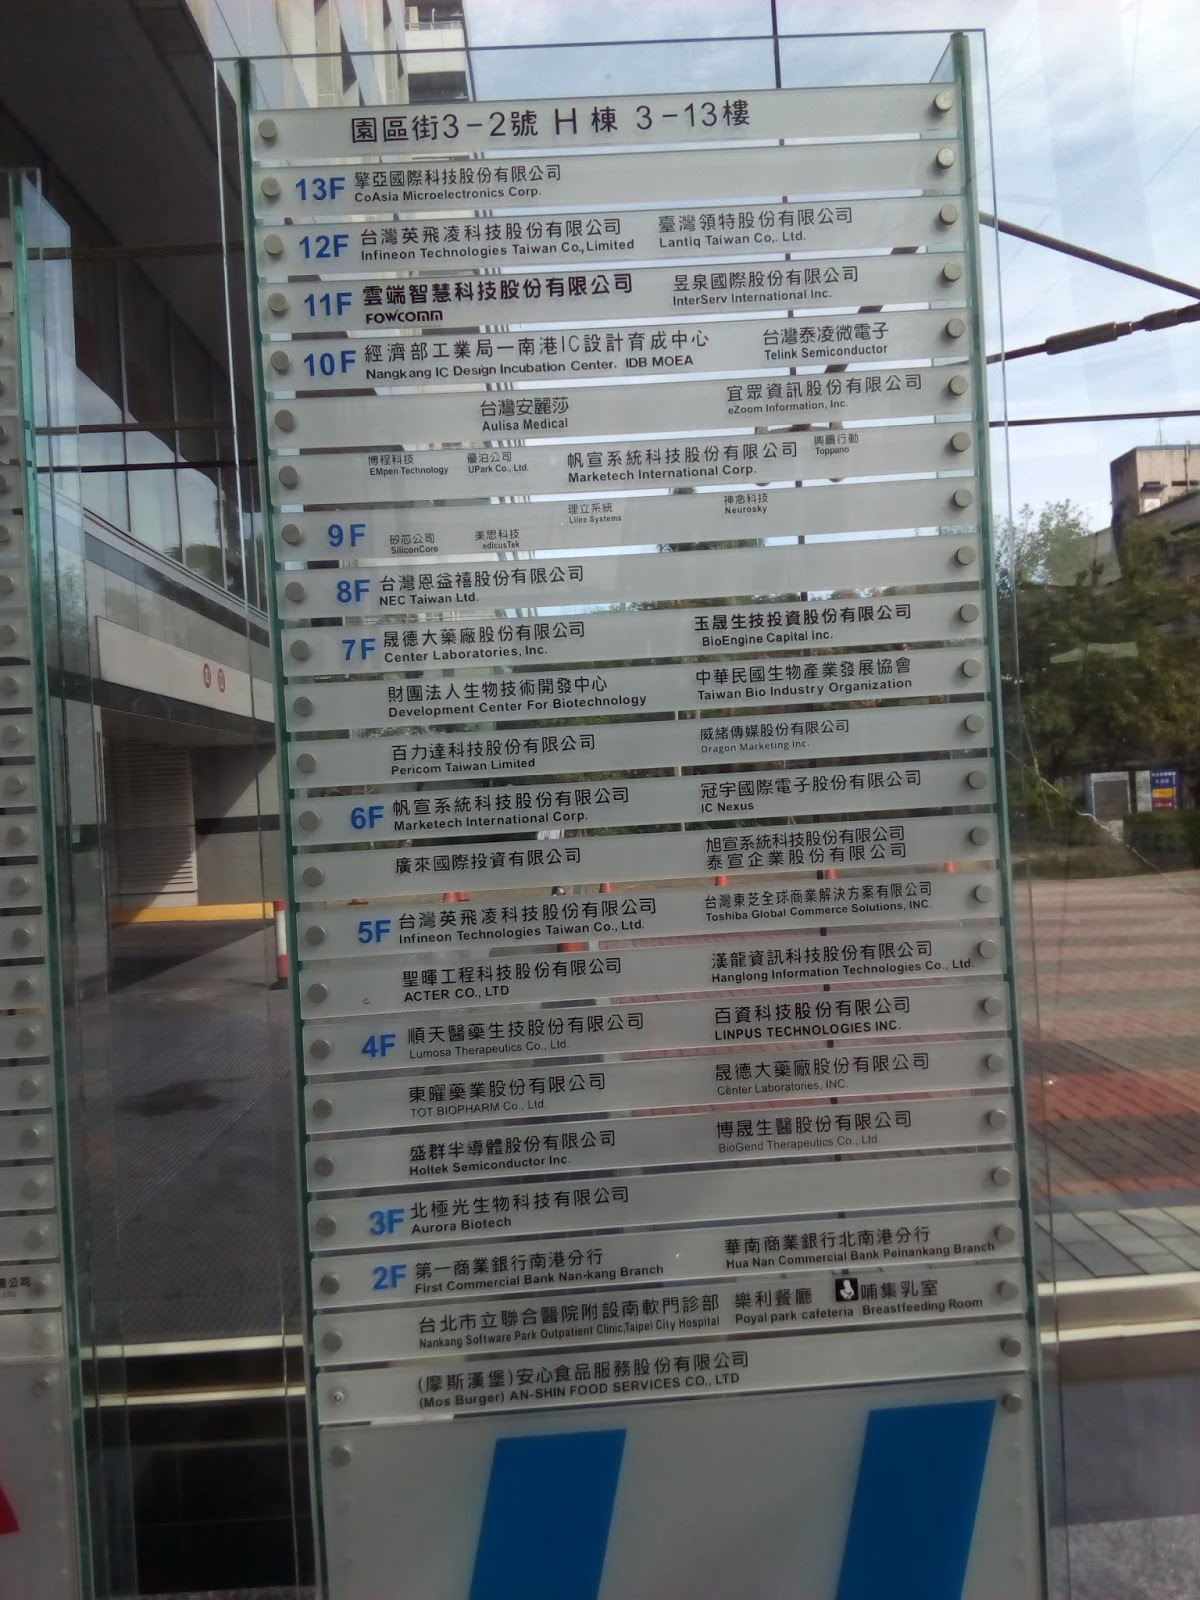 園區街3-2號 H 棟 3-13樓
13F 擎亞國際科技股份有限公司
CoAsia Microelectronics Corp.
12F 台灣英飛凌科技股份有限公司 臺灣領特股份有限公司
Infineon Technologies Taiwan Co., Limited Lantiq Taiwan Co,. Ltd.
11F 雲端智慧科技股份有限公司 昱泉國際股份有限公司
FOWCOMM InterServ International Inc.
10F 經濟部工業局—南港IC設計育成中心 台灣泰凌微電子
Nangkang IC Design Incubation Center, IDB MOEA Telink Semiconductor
台灣安麗莎 宜眾資訊股份有限公司
Aulisa Medical eZoom Information, Inc.
博程科技 優泊公司 帆宣系統科技股份有限公司 興圖行動
EMpen Technology UPark Co., Ltd. Marketech International Corp. Toppano
理立系統 神念科技
Lilee Systems Neurosky
9F 矽芯公司 美思科技
SiliconCore edicusTek
8F 台灣恩益禧股份有限公司
NEC Taiwan Ltd.
7F 晟德大藥廠股份有限公司 玉晟生技投資股份有限公司
Center Laboratories, Inc. BioEngine Capital Inc.
財團法人生物技術開發中心 中華民國生物產業發展協會
Development Center For Biotechnology Taiwan Bio Industry Organization
百力達科技股份有限公司 威緒傳媒股份有限公司
Pericom Taiwan Limited Dragon Marketing Inc.
6F 帆宣系統科技股份有限公司 冠宇國際電子股份有限公司
Marketech International Corp. IC Nexus
廣來國際投資有限公司 旭宣系統科技股份有限公司
泰宣企業股份有限公司
5F 台灣英飛凌科技股份有限公司 台灣東芝全球商業解決方案有限公司
Infineon Technologies Taiwan Co., Ltd. Toshiba Global Commerce Solutions, INC.
聖暉工程科技股份有限公司 漢龍資訊科技股份有限公司
ACTER CO., LTD Hanglong Information Technologies Co., Ltd.
4F 順天醫藥生技股份有限公司 百資科技股份有限公司
Lumosa Therapeutics Co., Ltd. LINPUS TECHNOLOGIES INC.
東曜藥業股份有限公司 晟德大藥廠股份有限公司
TOT BIOPHARM Co., Ltd. Center Laboratories, INC.
盛群半導體股份有限公司 博晟生醫股份有限公司
Holtek Semiconductor Inc. BioGend Therapeutics Co., Ltd.
3F 北極光生物科技有限公司
Aurora Biotech
2F 第一商業銀行南港分行 華南商業銀行北南港分行
First Commercial Bank Nan-kang Branch Hua Nan Commercial Bank Peinankang Branch
台北市立聯合醫院附設南軟門診部 樂利餐廳 哺集乳室
Nankang Software Park Outpatient Clinic,Taipei City Hospital Poyal park cafeteria Breastfeeding Room
(摩斯漢堡)安心食品服務股份有限公司
(Mos Burger) AN-SHIN FOOD SERVICES CO., LTD